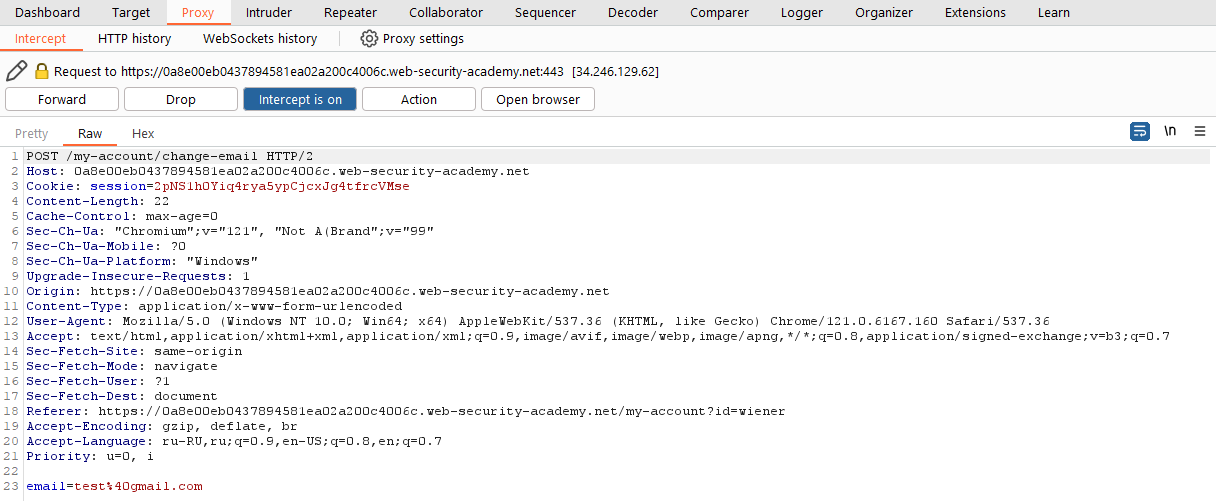 Dashboard Target Proxy Intruder Repeater Collaborator Sequencer Decoder Comparer Logger Organizer Extensions Learn
Intercept HTTP history WebSockets history Proxy settings
Request to https://0a8e00eb0437894581ea02a200c4006c.web-security-academy.net:443 [34.246.129.62]
Forward Drop Intercept is on Action Open browser
Pretty Raw Hex \n
1 POST /my-account/change-email HTTP/2
2 Host: 0a8e00eb0437894581ea02a200c4006c.web-security-academy.net
3 Cookie: session=2pNS1h0Yiq4rya5ypCjcxJg4tfrcVMse
4 Content-Length: 22
5 Cache-Control: max-age=0
6 Sec-Ch-Ua: "Chromium";v="121", "Not A(Brand";v="99"
7 Sec-Ch-Ua-Mobile: ?0
8 Sec-Ch-Ua-Platform: "Windows"
9 Upgrade-Insecure-Requests: 1
10 Origin: https://0a8e00eb0437894581ea02a200c4006c.web-security-academy.net
11 Content-Type: application/x-www-form-urlencoded
12 User-Agent: Mozilla/5.0 (Windows NT 10.0; Win64; x64) AppleWebKit/537.36 (KHTML, like Gecko) Chrome/121.0.6167.160 Safari/537.36
13 Accept: text/html,application/xhtml+xml,application/xml;q=0.9,image/avif,image/webp,image/apng,*/*;q=0.8,application/signed-exchange;v=b3;q=0.7
14 Sec-Fetch-Site: same-origin
15 Sec-Fetch-Mode: navigate
16 Sec-Fetch-User: ?1
17 Sec-Fetch-Dest: document
18 Referer: https://0a8e00eb0437894581ea02a200c4006c.web-security-academy.net/my-account?id=wiener
19 Accept-Encoding: gzip, deflate, br
20 Accept-Language: ru-RU,ru;q=0.9,en-US;q=0.8,en;q=0.7
21 Priority: u=0, i
22
23 email=test%40gmail.com